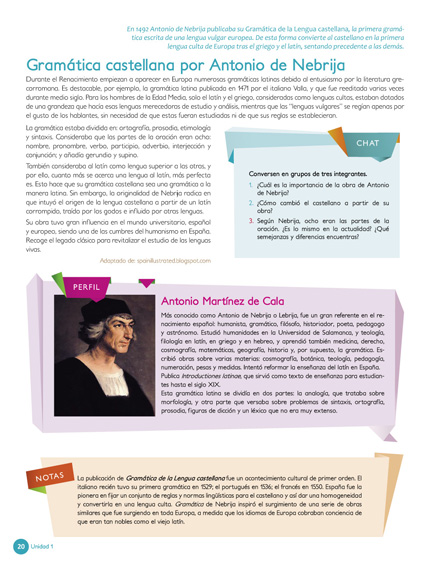 En 1492 Antonio de Nebrija publicaba su Gramática de la Lengua castellana, la primera gramá-
tica escrita de una lengua vulgar europea. De esta forma convierte al castellano en la primera
lengua culta de Europa tras el griego y el latín, sentando precedente a las demás.
Gramática castellana por Antonio de Nebrija
Durante el Renacimiento empezan a aparecer en Europa numerosas gramáticas latinas debido al entusiasmo por la literatura gre-
corromana. Es destacable, por ejemplo, la gramática latina publicada en 1471 por el italiano Valla, y que fue reeditada varias veces
durante medio siglo. Para los hombres de la Edad Media, solo el latín y el griego, consideradas como lenguas cultas, estaban dotados
de una grandeza que hacía esas lenguas merecedoras de estudio y análisis, mientras que las "lenguas vulgares" se regían apenas por
el gusto de los hablantes, sin necesidad de que estas fueran estudiadas ni de que sus reglas se establecieran.
La gramática estaba dividida en: ortografía, prosodia, etimología
y sintaxis. Consideraba que las partes de la oración eran ocho:
nombre, pronombre, verbo, participio, adverbio, interjección y
conjunción; y añadía gerundio y supino.
También consideraba al latín como lengua superior a las otras, y
por ello, cuanto más se acerca una lengua al latín, más perfecta
es. Esto hace que su gramática castellana sea una gramática a la
manera latina. Sin embargo, la originalidad de Nebrija radica en
que intuyó el origen de la lengua castellana a partir de un latín
corrompido, traído por los godos e influido por otras lenguas.
Su obra tuvo gran influencia en el mundo universitario, español
y europeo, siendo una de las cumbres del humanismo en España.
Recoge el legado clásico para revitalizar el estudio de las lenguas
vivas.
Adaptado de: spanillustrated.blogspot.com
CHAT
Conversen en grupos de tres integrantes.
1. ¿Cuál es la importancia de la obra de Antonio
de Nebrija?
2. ¿Cómo cambió el castellano a partir de su
obra?
3. Según Nebrija, ocho eran las partes de la
oración. ¿Es lo mismo en la actualidad? ¿Qué
semejanzas y diferencias encuentras?
PERFIL
Antonio Martínez de Cala
Más conocido como Antonio de Nebrija o Lebrija, fue un gran referente en el re-
nacimiento español: humanista, gramático, filósofo, historiador, poeta, pedagogo
y astrónomo. Estudió humanidades en la Universidad de Salamanca, y teología,
filología en latín, en griego y en hebreo, y aprendió también medicina, derecho,
cosmografía, matemáticas, geografía, historia y, por supuesto, la gramática. Es-
cribió obras sobre varias materias: cosmografía, botánica, teología, pedagogía,
numeración, pesas y medidas. Intentó reformar la enseñanza del latín en España.
Publica Introductiones latinae, que sirvió como texto de enseñanza para estudian-
tes hasta el siglo XIX.
Esta gramática latina se dividía en dos partes: la analogía, que trataba sobre
morfología, y otra parte que versaba sobre problemas de sintaxis, ortografía,
prosodia, figuras de dicción y un léxico que no era muy extenso.
NOTAS
La publicación de Gramática de la Lengua castellana fue un acontecimiento cultural de primer orden. El
italiano recién tuvo su primera gramática en 1529; el portugués en 1536; el francés en 1550. España fue la
pionera en fijar un conjunto de reglas y normas lingüísticas para el castellano y así dar una homogeneidad
y convertirla en una lengua culta. Gramática de Nebrija inspiró el surgimiento de una serie de obras
similares que fue surgiendo en toda Europa, a medida que los idiomas de Europa cobraban conciencia de
que eran tan nobles como el viejo latín.
20 Unidad 1